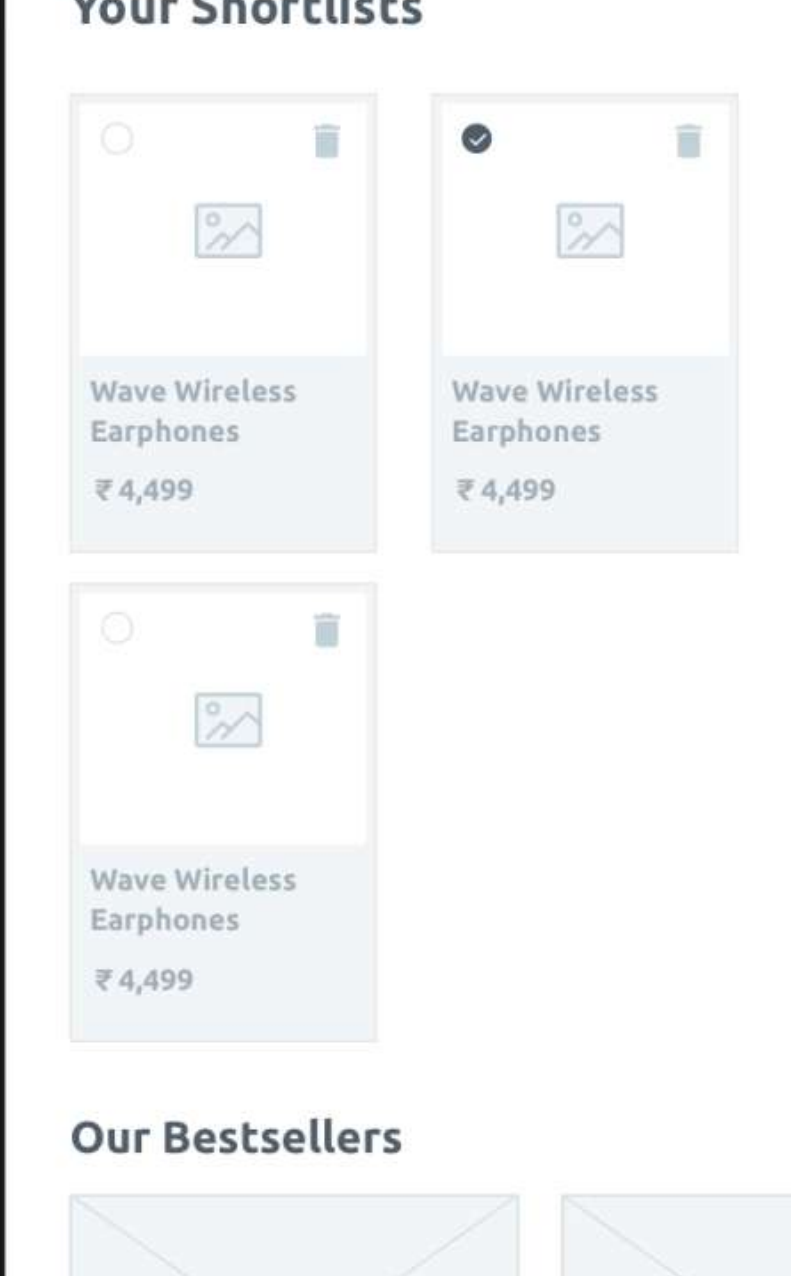 Your Shortlists
Wave Wireless
Earphones
₹ 4,499
Wave Wireless
Earphones
₹ 4,499
Wave Wireless
Earphones
₹ 4,499
Our Bestsellers